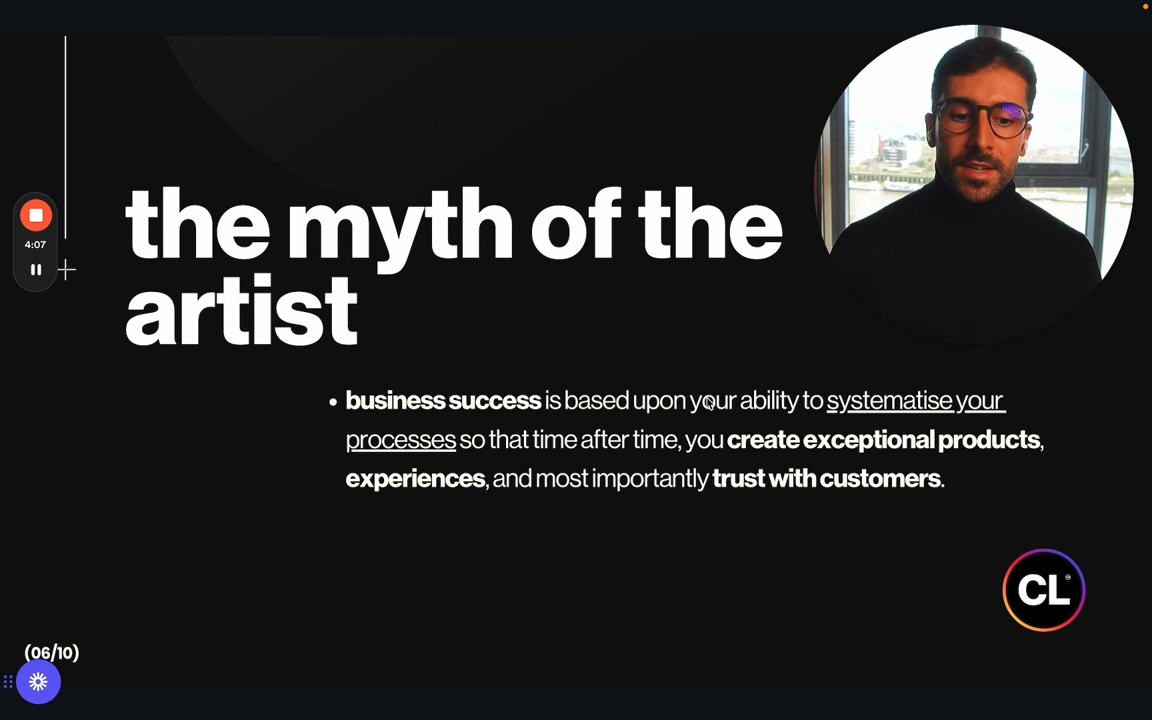 the myth of the
artist
4:07
• business success is based upon your ability to systematise your
processes so that time after time, you create exceptional products,
experiences, and most importantly trust with customers.
CL
(06/10)